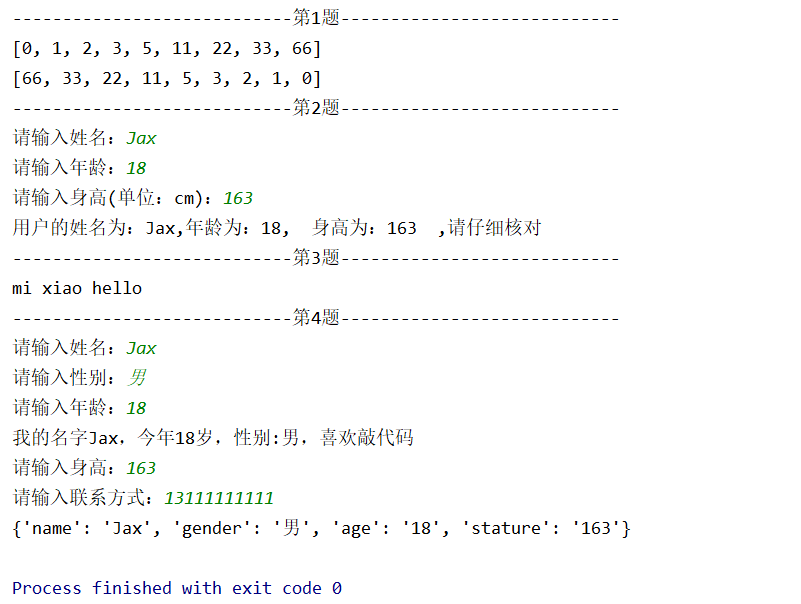 ----------------------------第1题----------------------------
[0, 1, 2, 3, 5, 11, 22, 33, 66]
[66, 33, 22, 11, 5, 3, 2, 1, 0]
----------------------------第2题----------------------------
请输入姓名：Jax
请输入年龄：18
请输入身高(单位：cm)：163
用户的姓名为：Jax,年龄为：18,  身高为：163  ,请仔细核对
----------------------------第3题----------------------------
mi xiao hello
----------------------------第4题----------------------------
请输入姓名：Jax
请输入性别：男
请输入年龄：18
我的名字Jax，今年18岁，性别:男，喜欢敲代码
请输入身高：163
请输入联系方式：13111111111
{'name': 'Jax', 'gender': '男', 'age': '18', 'stature': '163'}
Process finished with exit code 0